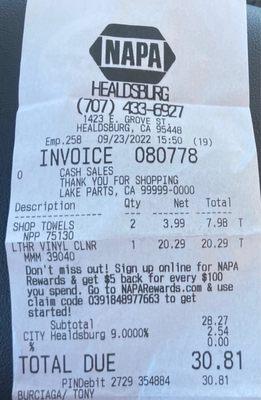 NAPA
HEALDSBURG
(707) 433-6927
1423 E. GROVE ST
HEALDSBURG, CA 95448
Emp.258 09/23/2022 15:50 (19)
INVOICE 080778
0 CASH SALES
THANK YOU FOR SHOPPING
LAKE PARTS, CA 99999-0000
Description Qty Net Total
SHOP TOWELS 2 3.99 7.98 T
NPP 75130
LTHR VINYL CLNR 1 20.29 20.29 T
MMM 39040
Don't miss out! Sign up online for NAPA
Rewards & get $5 back for every $100
you spend. Go to NAPARewards.com & use
claim code 0391848977663 to get
started!
Subtotal 28.27
CITY Healdsburg 9.0000% 2.54
% 0.00
TOTAL DUE 30.81
PINDebit 2729 354884 30.81
BURCIAGA/ TONY